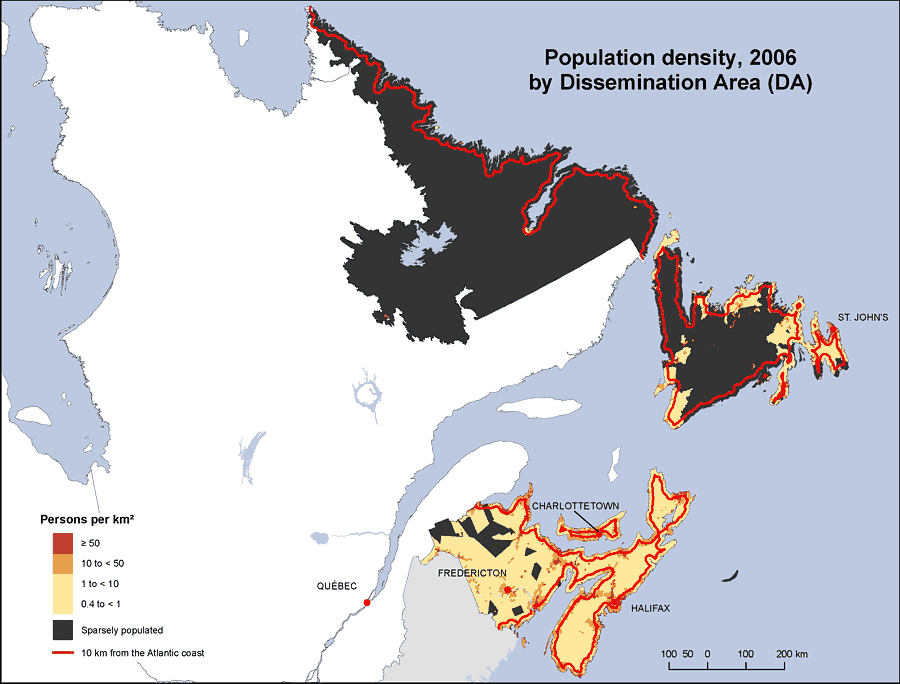 Population density, 2006
by Dissemination Area (DA)
ST. JOHN'S
CHARLOTTETOWN
FREDERICTON
QUÉBEC
HALIFAX
Persons per km²
≥ 50
10 to < 50
1 to < 10
0.4 to < 1
Sparsely populated
10 km from the Atlantic coast
100 50 0 100 200 km